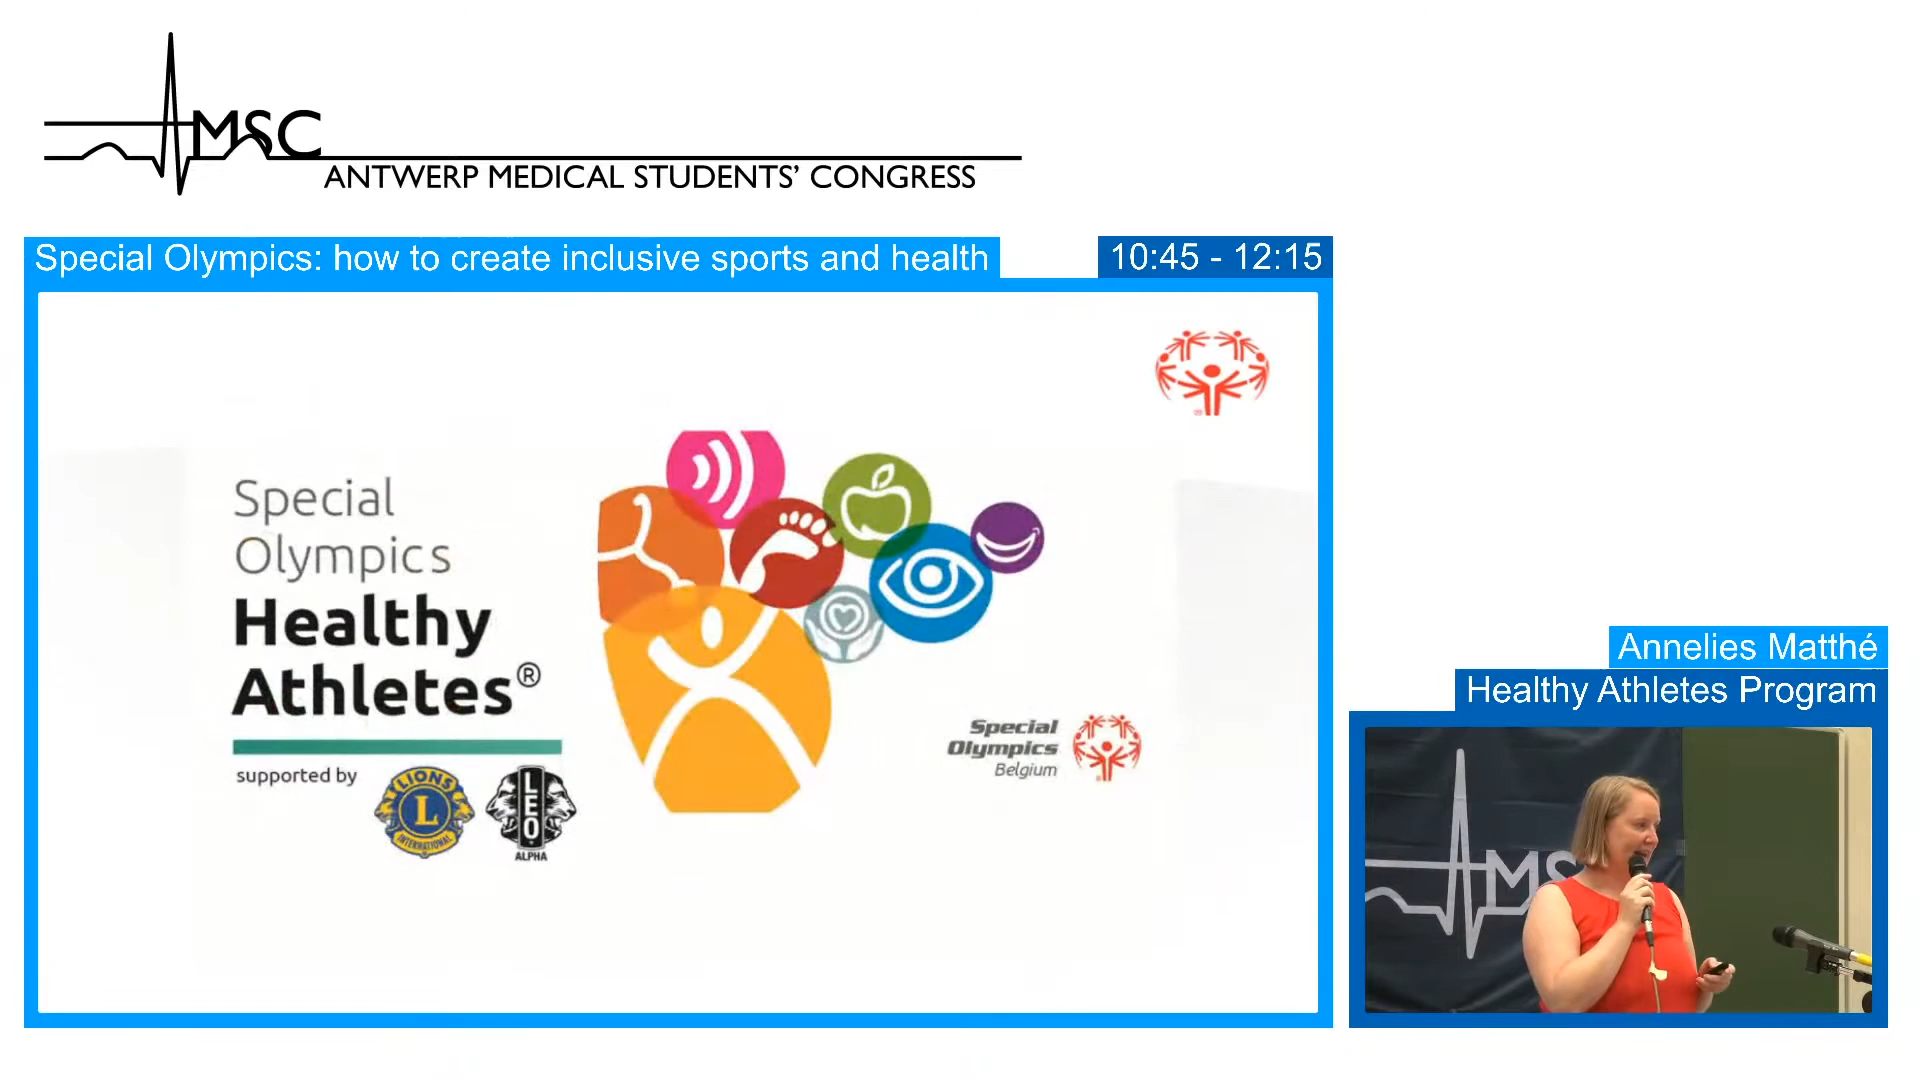 MSC
ANTWERP MEDICAL STUDENTS’ CONGRESS
Special Olympics: how to create inclusive sports and health
10:45 - 12:15
Special
Olympics
Healthy
Athletes®
supported by
LIONS
L
INTERNATIONAL
LEO
ALPHA
Special
Olympics
Belgium
Annelies Matthé
Healthy Athletes Program
MS